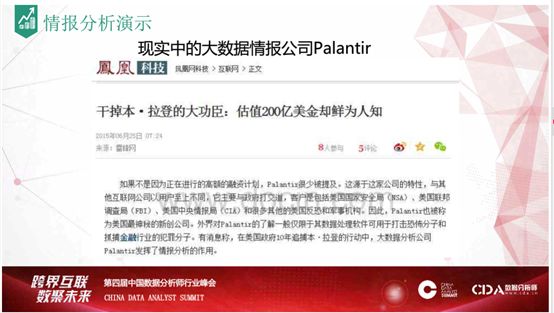 情报分析演示
现实中的大数据情报公司Palantir
鳳凰 科技 凤凰网科技 > 互联网 > 正文
干掉本·拉登的大功臣：估值200亿美金却鲜为人知
2015年06月25日 07:24
来源：雷锋网
8人参与 5评论
如果不是因为正在进行的高额的融资计划，Palantir很少被提及。这源于这家公司的特性，与其
他互联网公司以用户至上不同，它主要与政府打交道，客户是包括美国国家安全局（NSA）、美国联邦
调查局（FBI）、美国中央情报局（CIA）和很多其他的美国反恐和军事机构。因此，Palantir也被称
为美国最神秘的新创公司。外界对Palantir的了解一般仅限于其数据处理软件可用于打击恐怖分子和
抓捕金融行业的犯罪分子。有消息称，在美国政府10年追捕本·拉登的行动中，大数据分析公司
Palantir发挥了情报分析的作用。
跨界互联
数聚未来
第四届中国数据分析师行业峰会
CHINA DATA ANALYST SUMMIT
CHINA DATA
ANALYST
SUMMIT
CDA 数据分析师
www.cda.cn